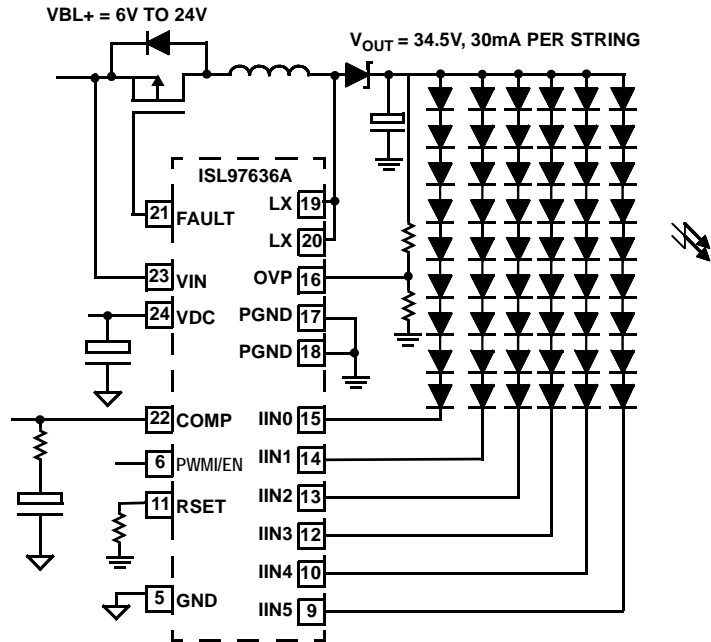 VBL+ = 6V TO 24V
VOUT = 34.5V, 30mA PER STRING
ISL97636A
21 FAULT
LX 19
LX 20
23 VIN
OVP 16
24 VDC
PGND 17
PGND 18
22 COMP
IIN0 15
6 PWMI/EN
IIN1 14
11 RSET
IIN2 13
IIN3 12
IIN4 10
5 GND
IIN5 9